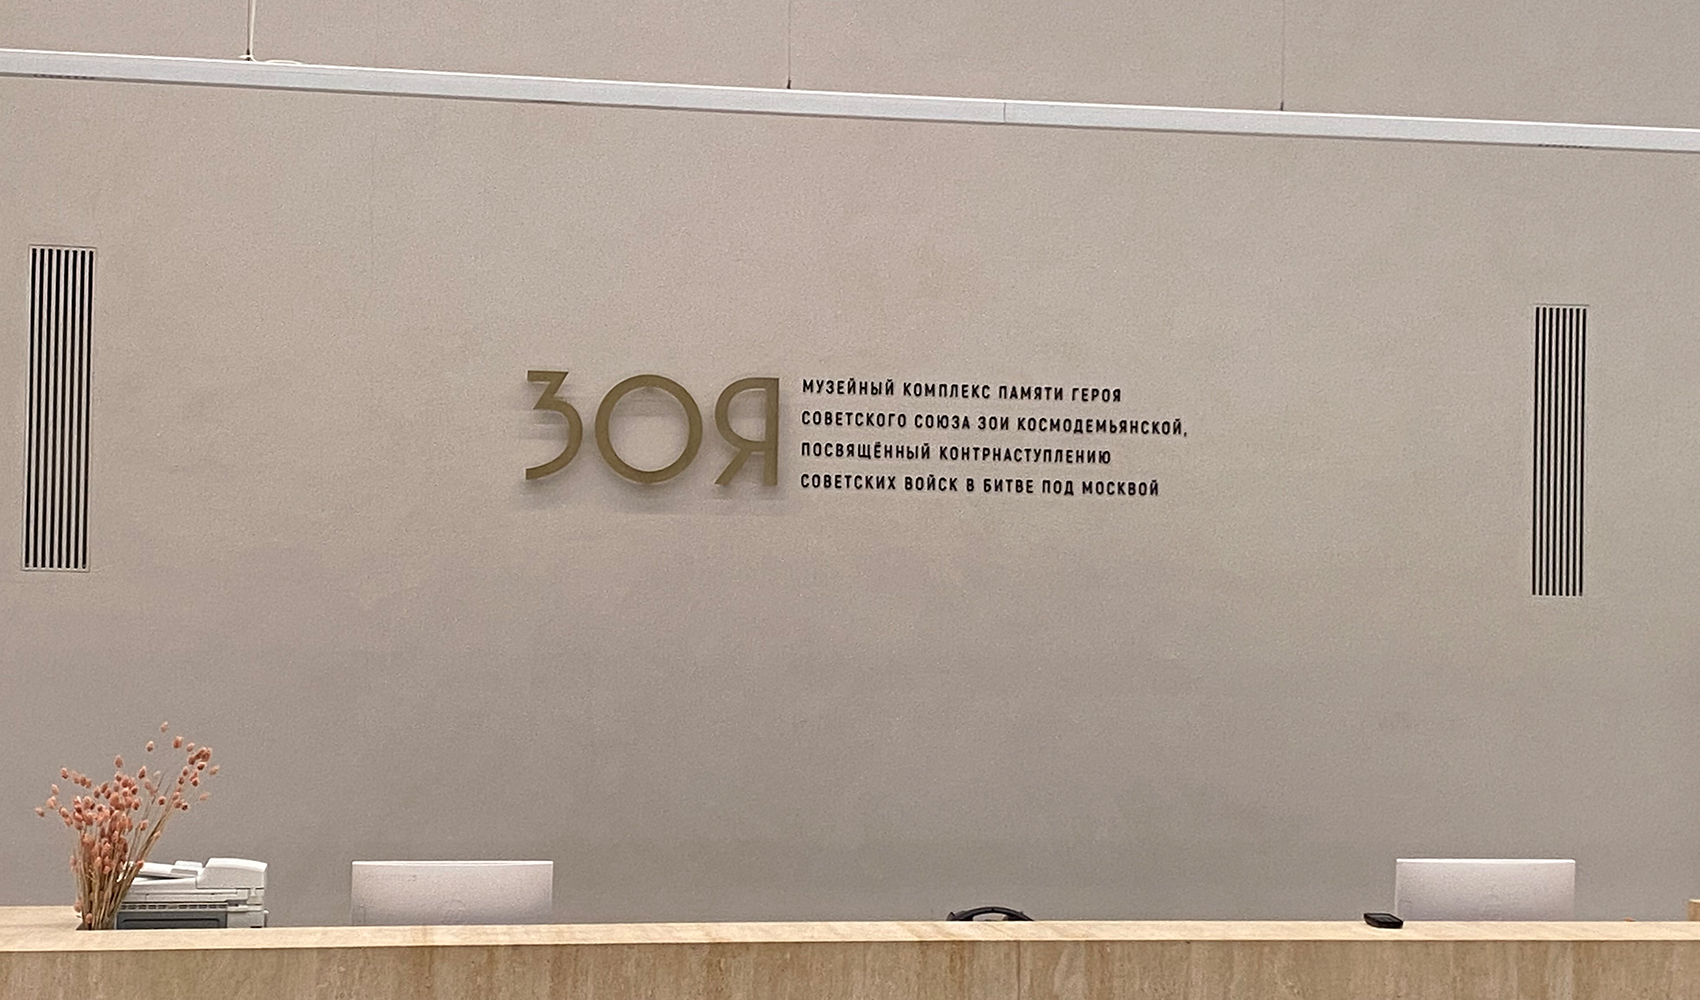 ЗОЯ
МУЗЕЙНЫЙ КОМПЛЕКС ПАМЯТИ ГЕРОЯ
СОВЕТСКОГО СОЮЗА ЗОИ КОСМОДЕМЬЯНСКОЙ,
ПОСВЯЩЁННЫЙ КОНТРНАСТУПЛЕНИЮ
СОВЕТСКИХ ВОЙСК В БИТВЕ ПОД МОСКВОЙ